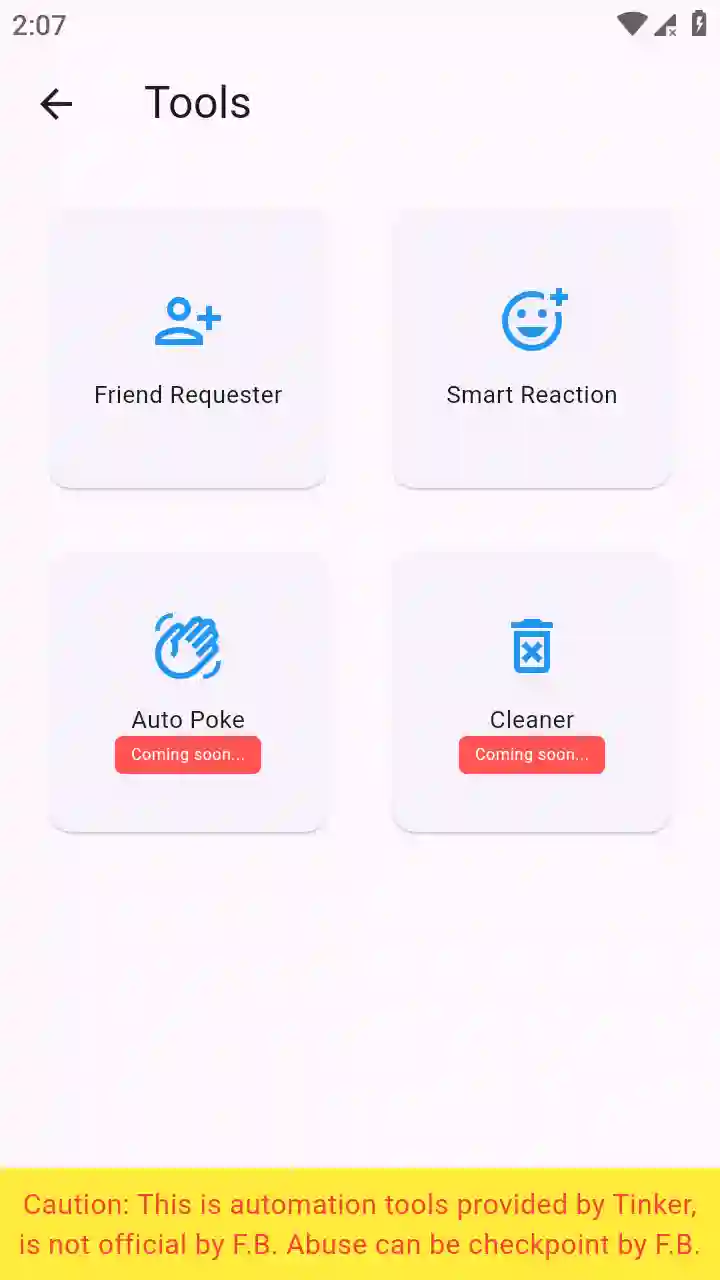 2:07
Tools
Friend Requester
Smart Reaction
Auto Poke
Coming soon...
Cleaner
Coming soon...
Caution: This is automation tools provided by Tinker,
is not official by F.B. Abuse can be checkpoint by F.B.